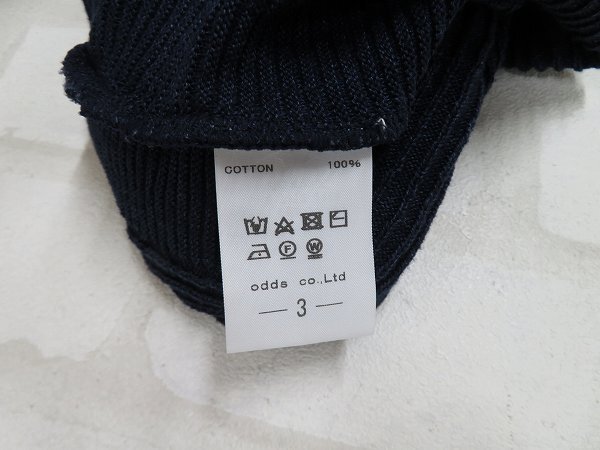 COTTON 100%
F W
odds co.,Ltd
— 3 —